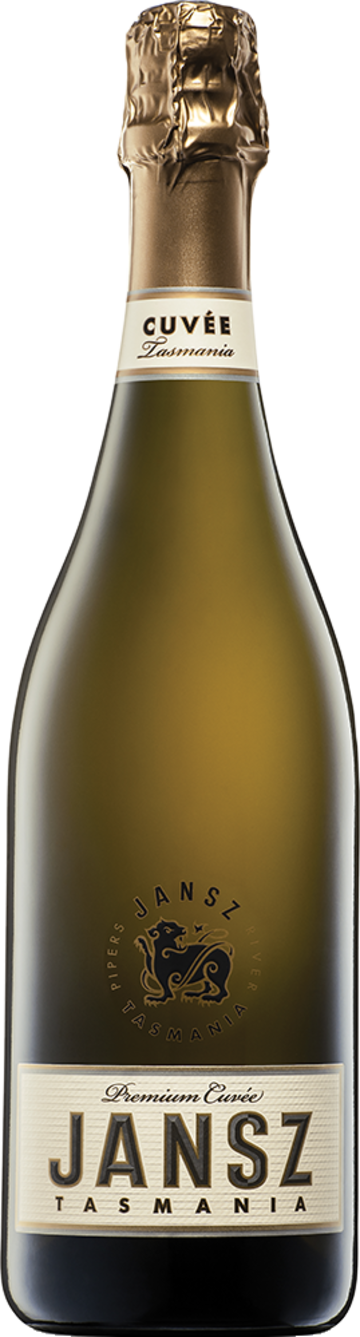 CUVÉE
Tasmania
JANSZ
PIPERS RIVER
TASMANIA
Premium Cuvée
JANSZ
TASMANIA